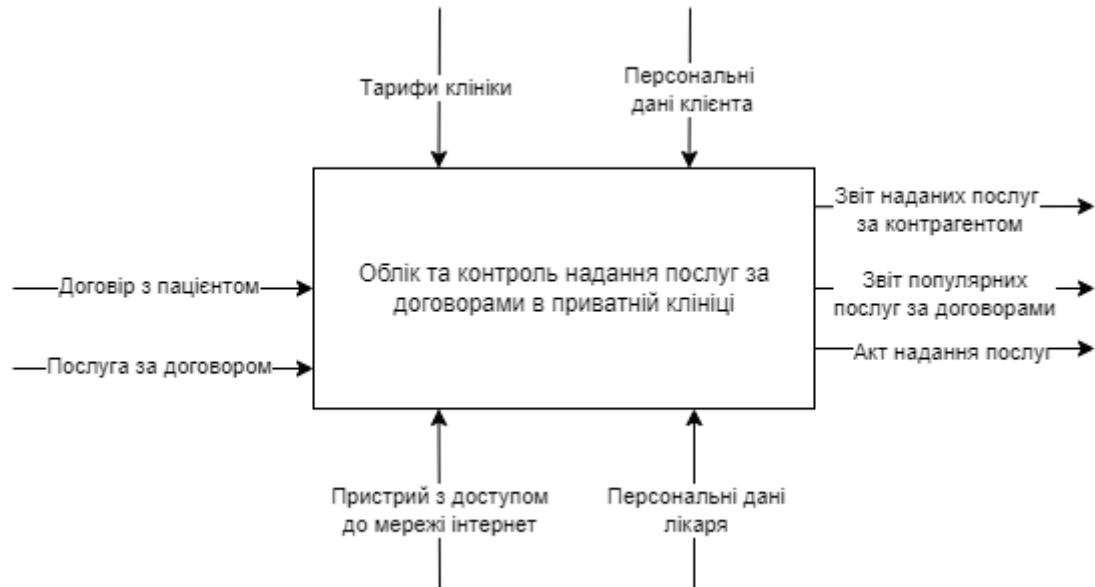 Тарифи клініки
Персональні
дані клієнта
Договір з пацієнтом
Послуга за договором
Облік та контроль надання послуг за
договорами в приватній клініці
Звіт наданих послуг
за контрагентом
Звіт популярних
послуг за договорами
Акт надання послуг
Пристрий з доступом
до мережі інтернет
Персональні дані
лікаря